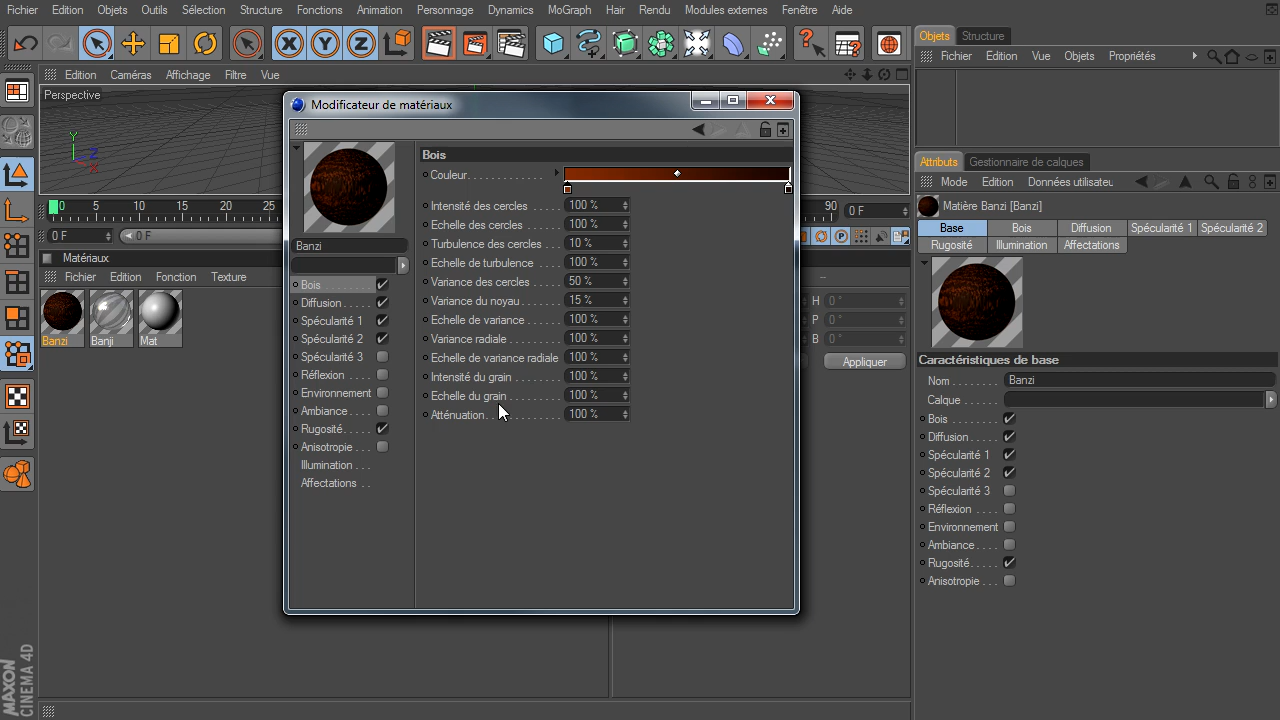 Fichier Edition Objets Outils Sélection Structure Fonctions Animation Personnage Dynamics MoGraph Hair Rendu Modules externes Fenêtre Aide
Objets Structure
Fichier Edition Vue Objets Propriétés
Edition Caméras Affichage Filtre Vue
Perspective
Y
Z
X
Modificateur de matériaux
Bois
Couleur
Intensité des cercles 100 %
Echelle des cercles 100 %
Turbulence des cercles 10 %
Echelle de turbulence 100 %
Variance des cercles 50 %
Variance du noyau 15 %
Echelle de variance 100 %
Variance radiale 100 %
Echelle de variance radiale 100 %
Intensité du grain 100 %
Echelle du grain 100 %
Atténuation 100 %
Banzi
Bois
Diffusion
Spécularité 1
Spécularité 2
Spécularité 3
Réflexion
Environnement
Ambiance
Rugosité
Anisotropie
Illumination
Affectations
0 5 10 15 20 25
90 0 F
0 F 0 F
Matériaux
Fichier Edition Fonction Texture
Banzi Banji Mat
--
H 0 °
P 0 °
B 0 °
Appliquer
Attributs Gestionnaire de calques
Mode Edition Données utilisateu
Matière Banzi [Banzi]
Base Bois Diffusion Spécularité 1 Spécularité 2
Rugosité Illumination Affectations
Caractéristiques de base
Nom Banzi
Calque
Bois
Diffusion
Spécularité 1
Spécularité 2
Spécularité 3
Réflexion
Environnement
Ambiance
Rugosité
Anisotropie
MAXON
CINEMA 4D